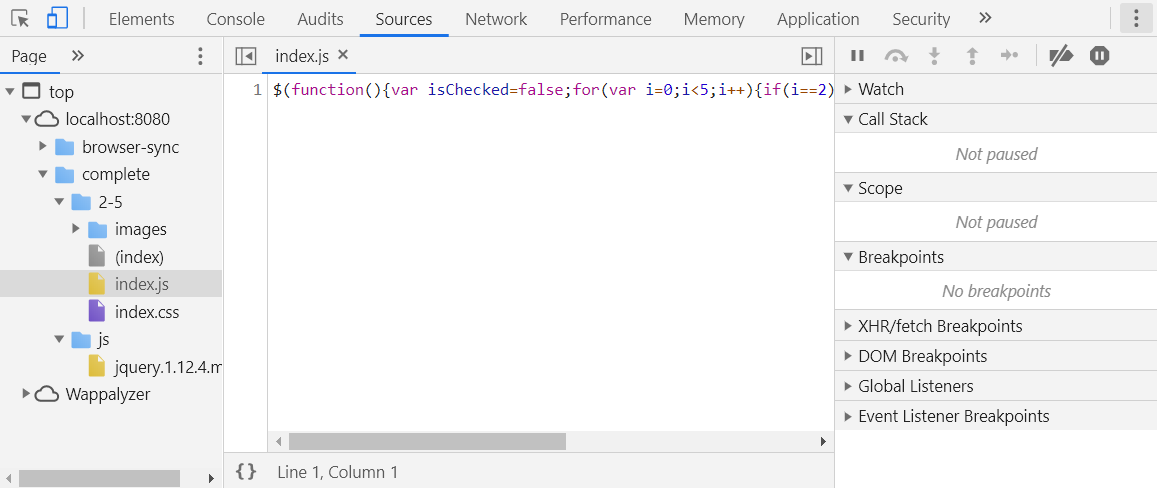 Elements Console Audits Sources Network Performance Memory Application Security »
Page »
index.js ×
top
localhost:8080
browser-sync
complete
2-5
images
(index)
index.js
index.css
js
jquery.1.12.4.m
Wappalyzer
1 $(function(){var isChecked=false;for(var i=0;i<5;i++){if(i==2)
{} Line 1, Column 1
Watch
Call Stack
Not paused
Scope
Not paused
Breakpoints
No breakpoints
XHR/fetch Breakpoints
DOM Breakpoints
Global Listeners
Event Listener Breakpoints